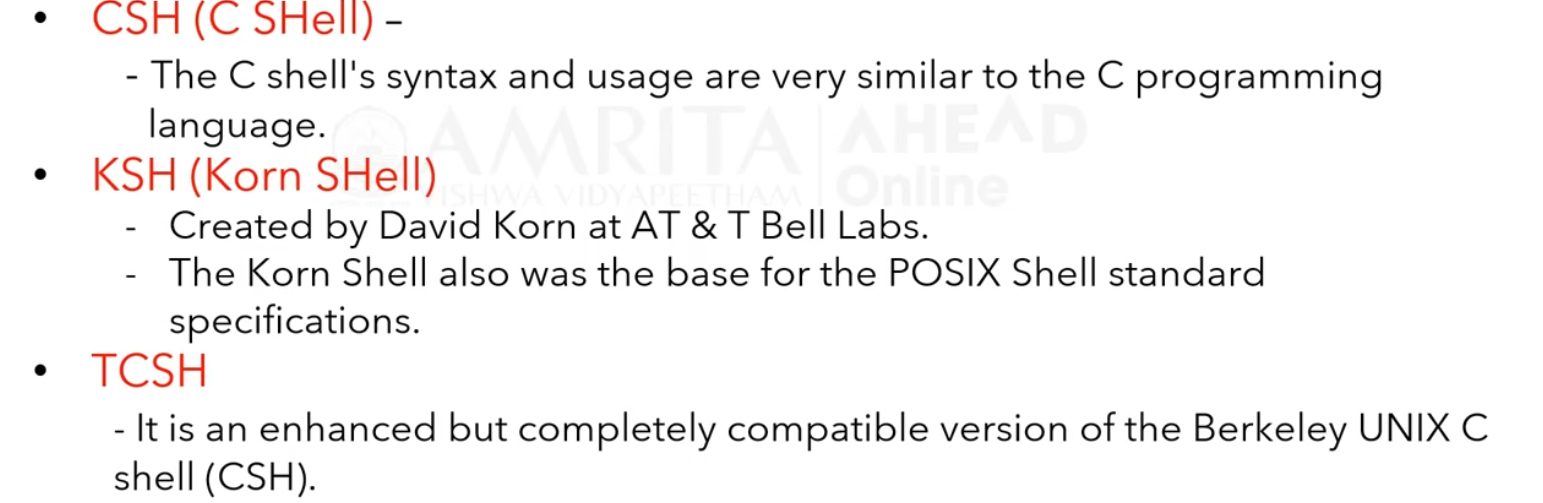 • CSH (C SHell) –
- The C shell's syntax and usage are very similar to the C programming
language.
• KSH (Korn SHell)
- Created by David Korn at AT & T Bell Labs.
- The Korn Shell also was the base for the POSIX Shell standard
specifications.
• TCSH
- It is an enhanced but completely compatible version of the Berkeley UNIX C
shell (CSH).
AMRITA
VISHWA VIDYAPEETHAM
AHEAD
Online